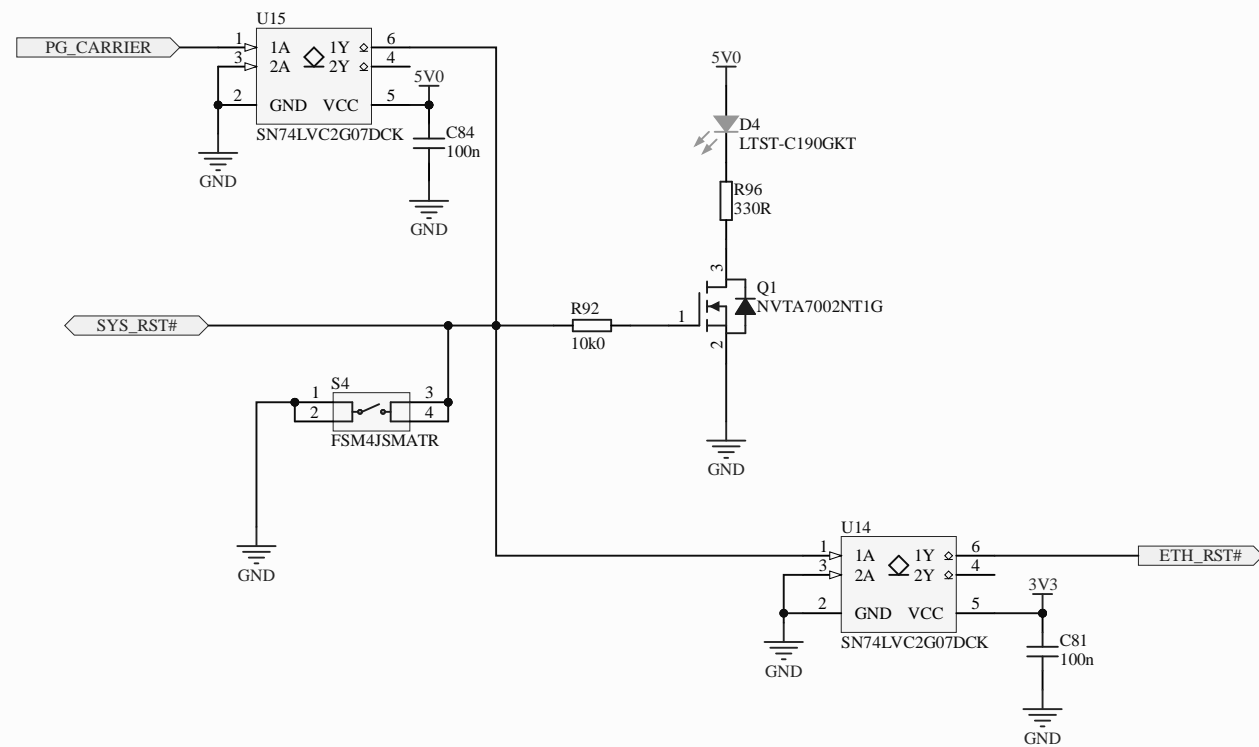 U15
PG_CARRIER
1 1A 1Y 6
3 2A 2Y 4
2 GND VCC 5
SN74LVC2G07DCK
GND
5V0
C84
100n
GND
5V0
D4
LTST-C190GKT
R96
330R
3
Q1
NVTA7002NT1G
1
2
GND
SYS_RST#
R92
10k0
S4
1 3
2 4
FSM4JSMATR
GND
U14
1 1A 1Y 6
3 2A 2Y 4
2 GND VCC 5
SN74LVC2G07DCK
ETH_RST#
GND
3V3
C81
100n
GND